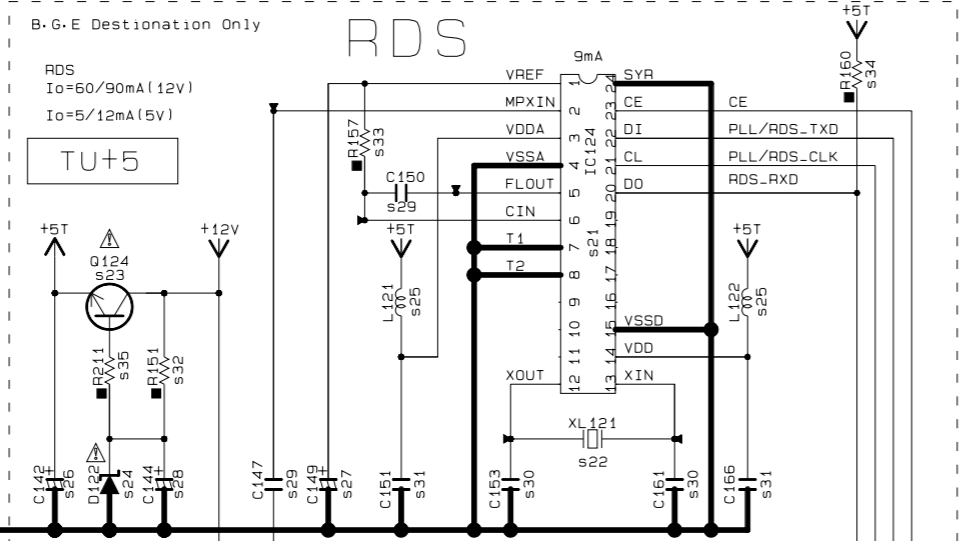 B.G.E Destionation Only
RDS
+5T
RDS
Io=60/90mA(12V)
Io=5/12mA(5V)
TU+5
9mA
R160
s34
VREF
1
24
SYR
MPXIN
2
23
CE
CE
VDDA
3
22
DI
PLL/RDS_TXD
VSSA
4
21
CL
PLL/RDS_CLK
FLOUT
5
20
DO
RDS_RXD
CIN
6
19
T1
7
18
T2
8
17
9
16
10
15
VSSD
11
14
VDD
XOUT
12
13
XIN
IC124
s21
R157
s33
C150
s29
+5T
+12V
+5T
+5T
Q124
s23
L121
s25
L122
s25
R211
s35
R151
s32
XL121
s22
C142
+
s26
D122
s24
C144
+
s28
C147
s29
C149
+
s27
C151
s31
C153
s30
C161
s30
C166
s31